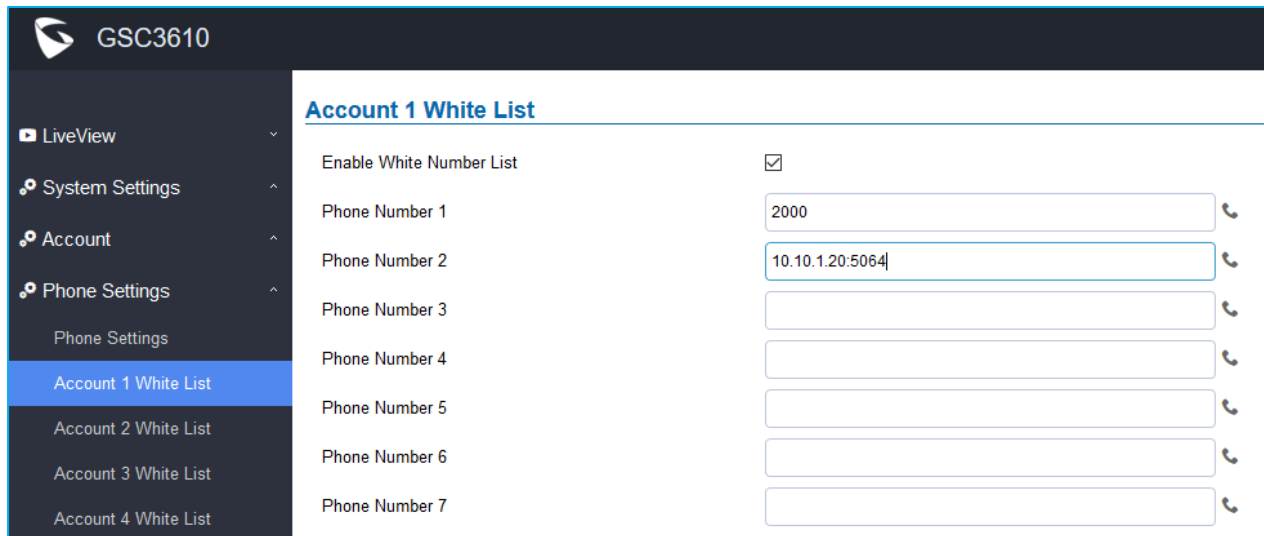 GSC3610
LiveView
System Settings
Account
Phone Settings
Phone Settings
Account 1 White List
Account 2 White List
Account 3 White List
Account 4 White List
Account 1 White List
Enable White Number List
Phone Number 1 2000
Phone Number 2 10.10.1.20:5064
Phone Number 3
Phone Number 4
Phone Number 5
Phone Number 6
Phone Number 7